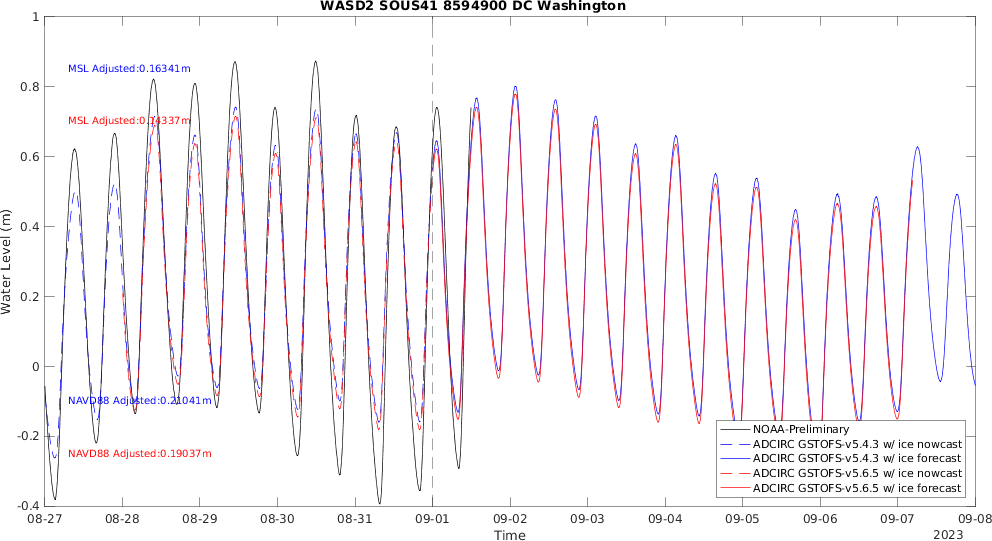 WASD2 SOUS41 8594900 DC Washington
1
0.8
0.6
0.4
0.2
0
-0.2
-0.4
Water Level (m)
MSL Adjusted:0.16341m
MSL Adjusted:0.14337m
NAVD88 Adjusted:0.21041m
NAVD88 Adjusted:0.19037m
NOAA-Preliminary
ADCIRC GSTOFS-v5.4.3 w/ ice nowcast
ADCIRC GSTOFS-v5.4.3 w/ ice forecast
ADCIRC GSTOFS-v5.6.5 w/ ice nowcast
ADCIRC GSTOFS-v5.6.5 w/ ice forecast
08-27 08-28 08-29 08-30 08-31 09-01 09-02 09-03 09-04 09-05 09-06 09-07 09-08
Time
2023